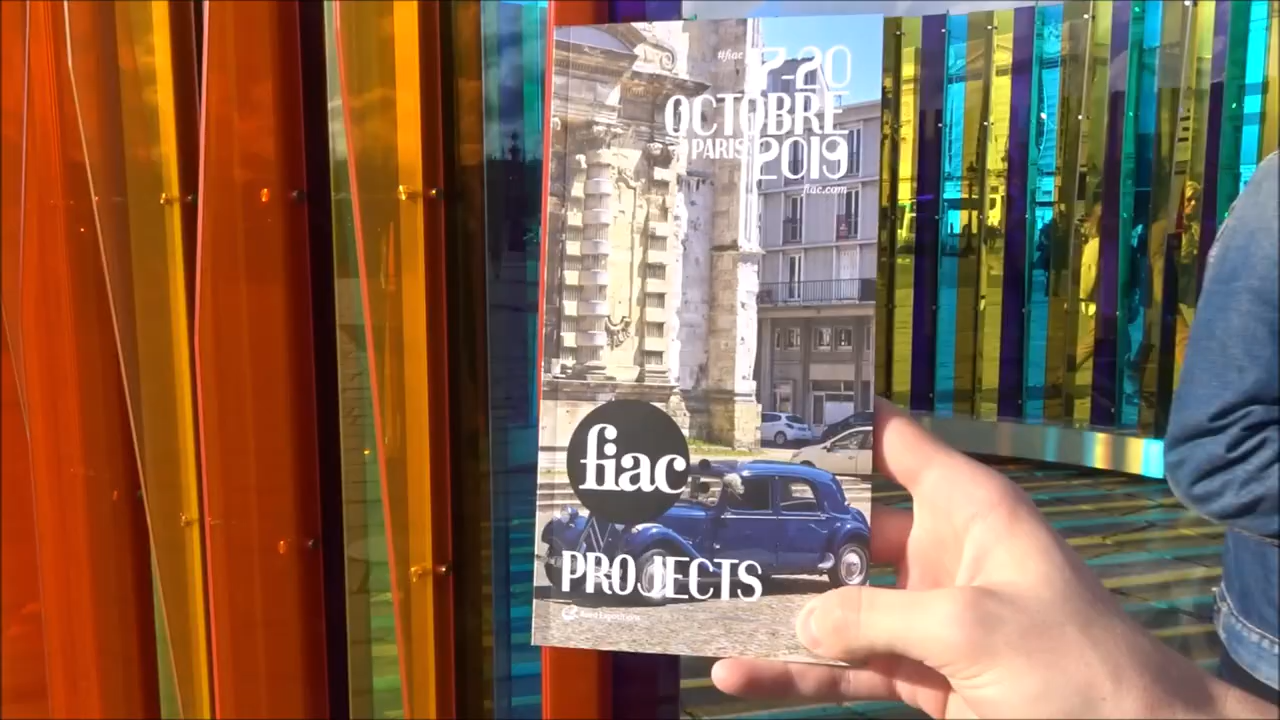 #fiac
17-20
OCTOBRE
PARIS 2019
fiac.com
fiac
PROJECTS